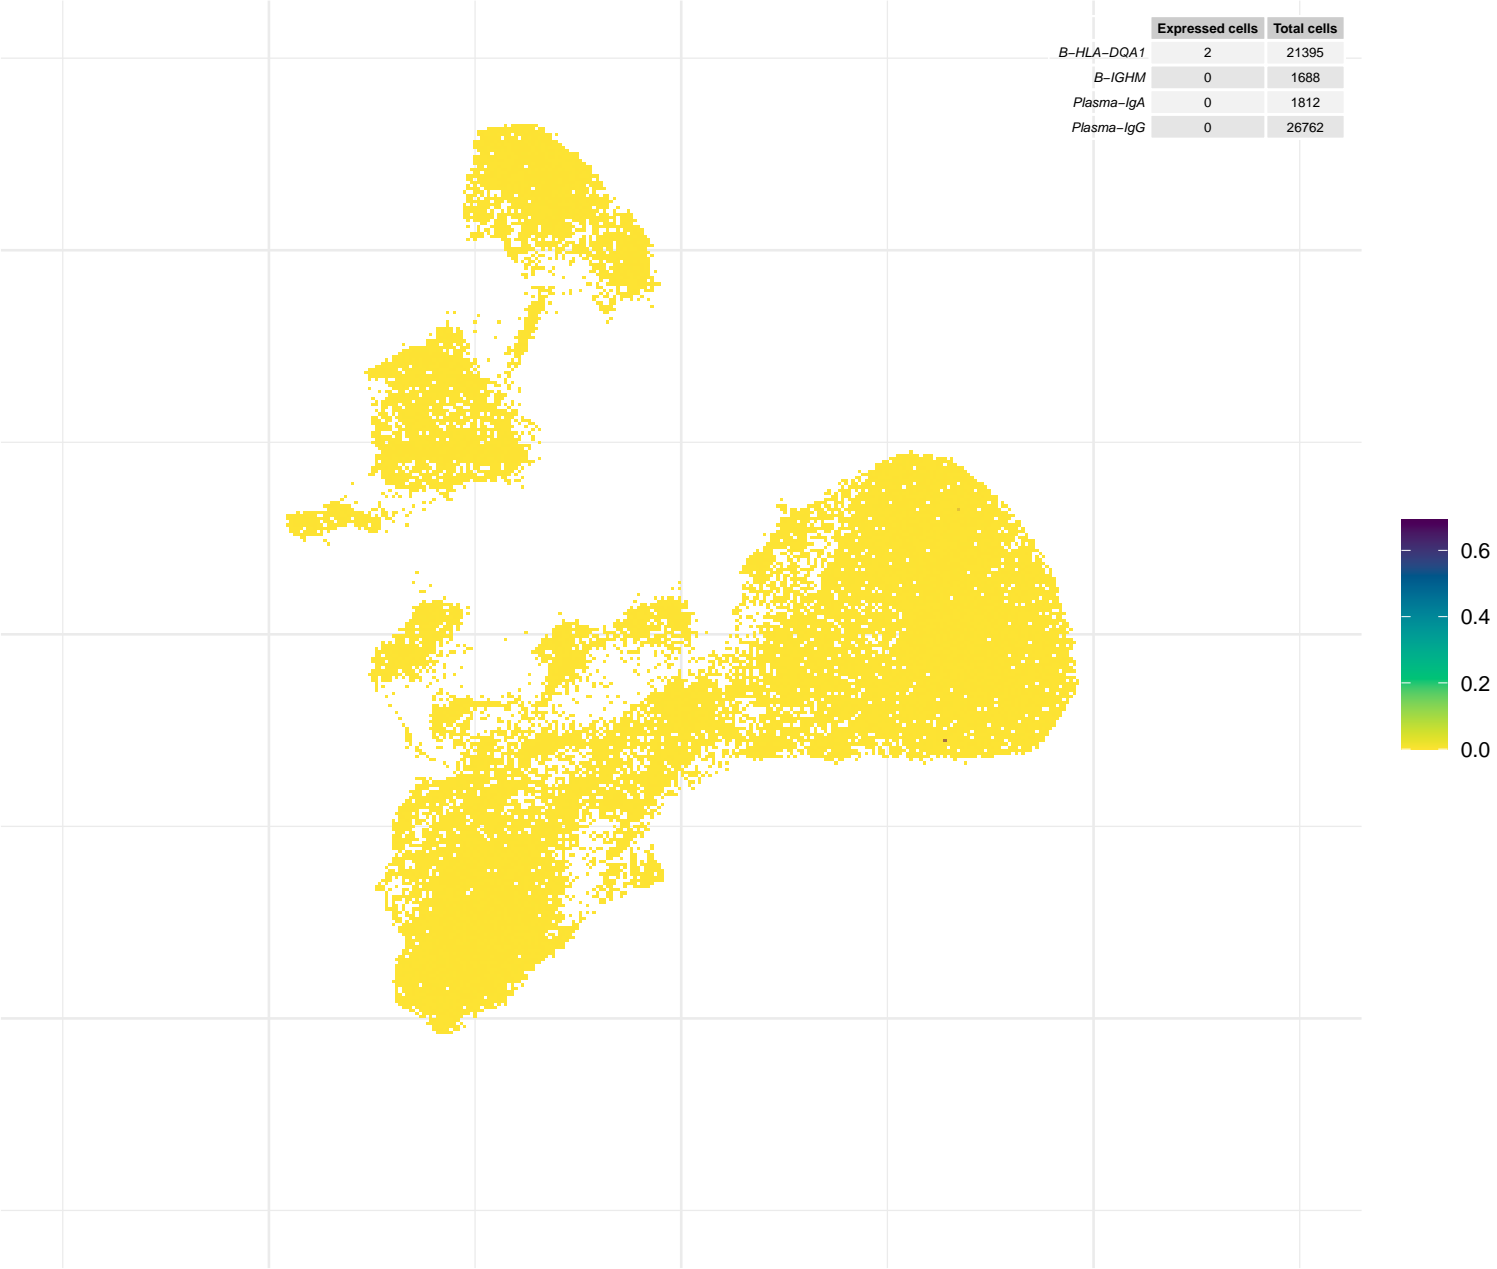 Expressed cells Total cells
B−HLA−DQA1 2 21395
B−IGHM 0 1688
Plasma−IgA 0 1812
Plasma−IgG 0 26762
0.6
0.4
0.2
0.0